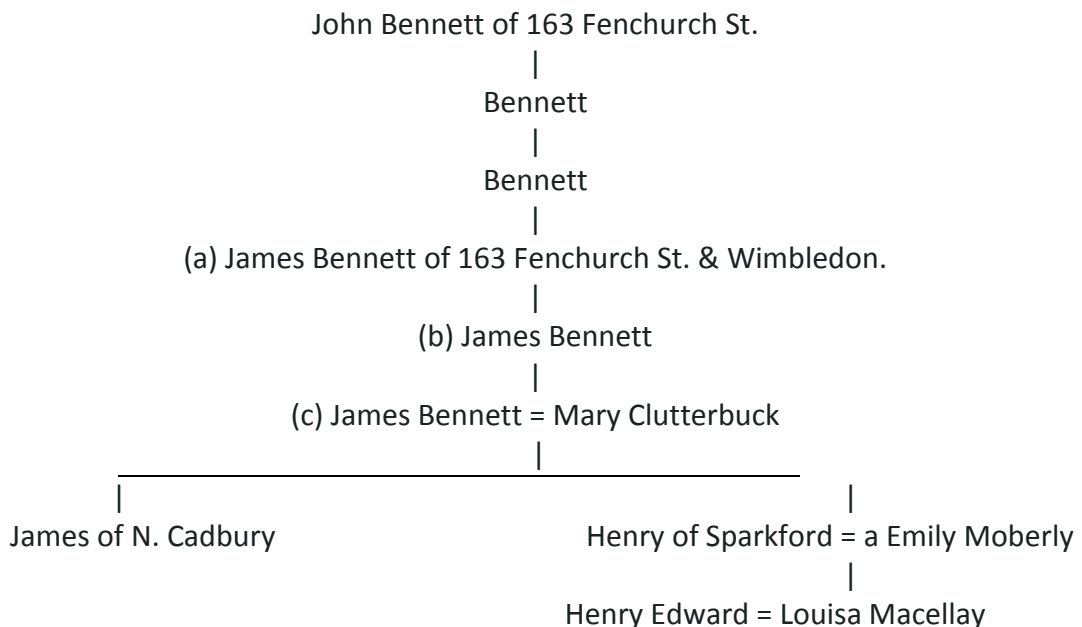 John Bennett of 163 Fenchurch St.
|
Bennett
|
Bennett
|
(a) James Bennett of 163 Fenchurch St. & Wimbledon.
|
(b) James Bennett
|
(c) James Bennett = Mary Clutterbuck
|
| |
James of N. Cadbury Henry of Sparkford = a Emily Moberly
|
Henry Edward = Louisa Macellay